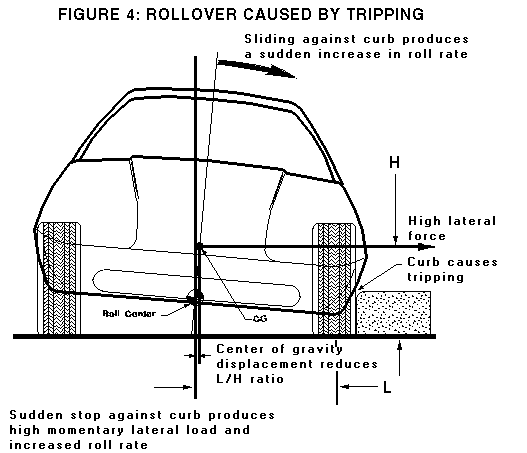 FIGURE 4: ROLLOVER CAUSED BY TRIPPING
Sliding against curb produces
a sudden increase in roll rate
H
High lateral
force
Curb causes
tripping
Roll Center
CG
Center of gravity
displacement reduces
L/H ratio
L
Sudden stop against curb produces
high momentary lateral load and
increased roll rate